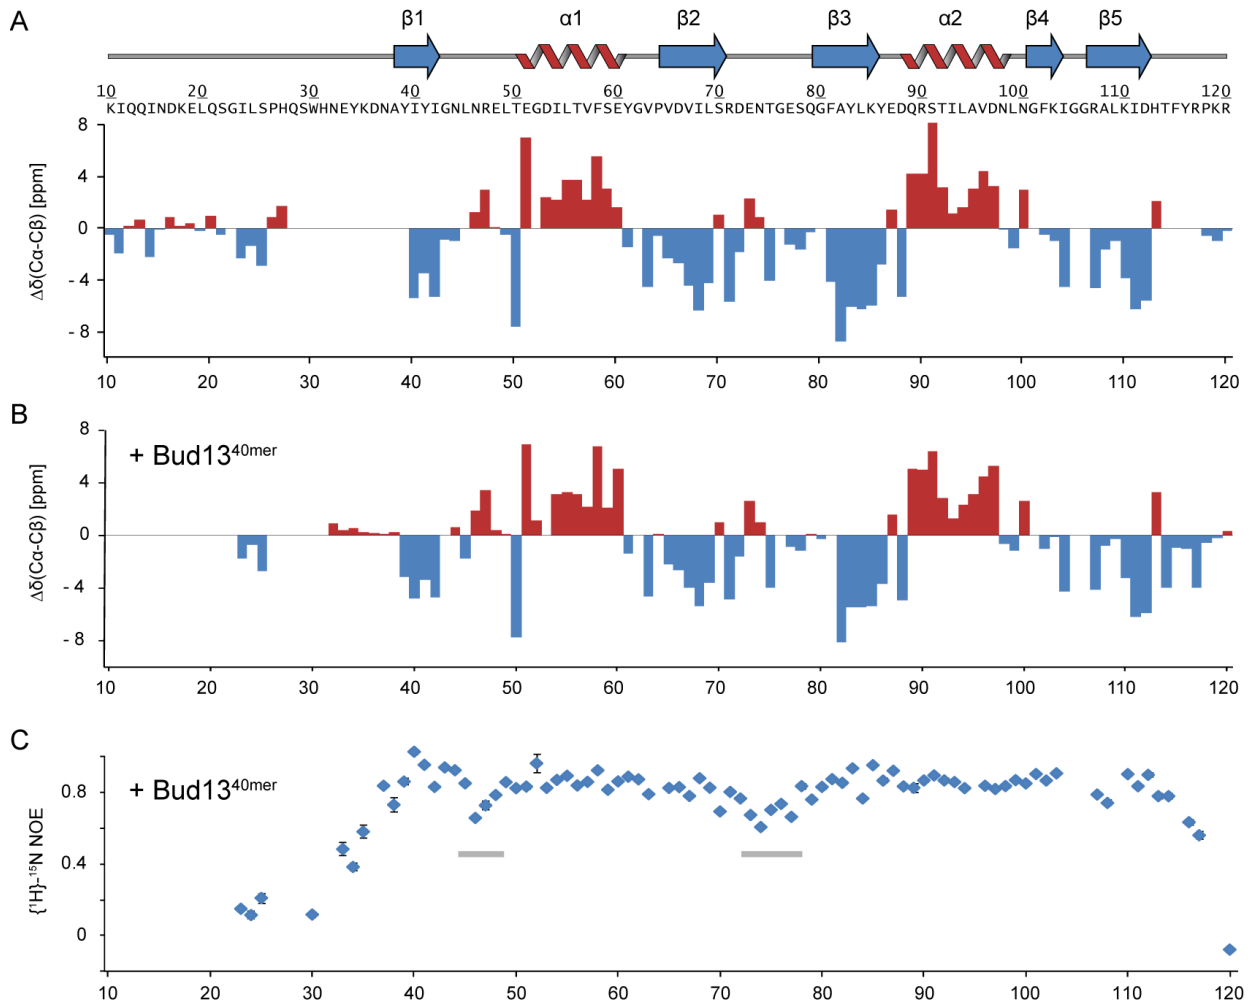 A
β1 α1 β2 β3 α2 β4 β5
10 20 30 40 50 60 70 80 90 100 110 120
KIQQINDKELQSGILSPHQSWHNEYKDNAYIYIGNLNRELTEGDILTVFSEYGVPVDVILSRDENTGESQGFAYLKYEDQRSTILAVDNLNGFKIGGRALKIDHTFYRPKR
Δδ(Cα-Cβ) [ppm]
8
4
0
- 4
- 8
10 20 30 40 50 60 70 80 90 100 110 120
B
+ Bud13⁴⁰ᵐᵉʳ
Δδ(Cα-Cβ) [ppm]
8
4
0
- 4
- 8
10 20 30 40 50 60 70 80 90 100 110 120
C
+ Bud13⁴⁰ᵐᵉʳ
{¹H}-¹⁵N NOE
0.8
0.4
0
10 20 30 40 50 60 70 80 90 100 110 120